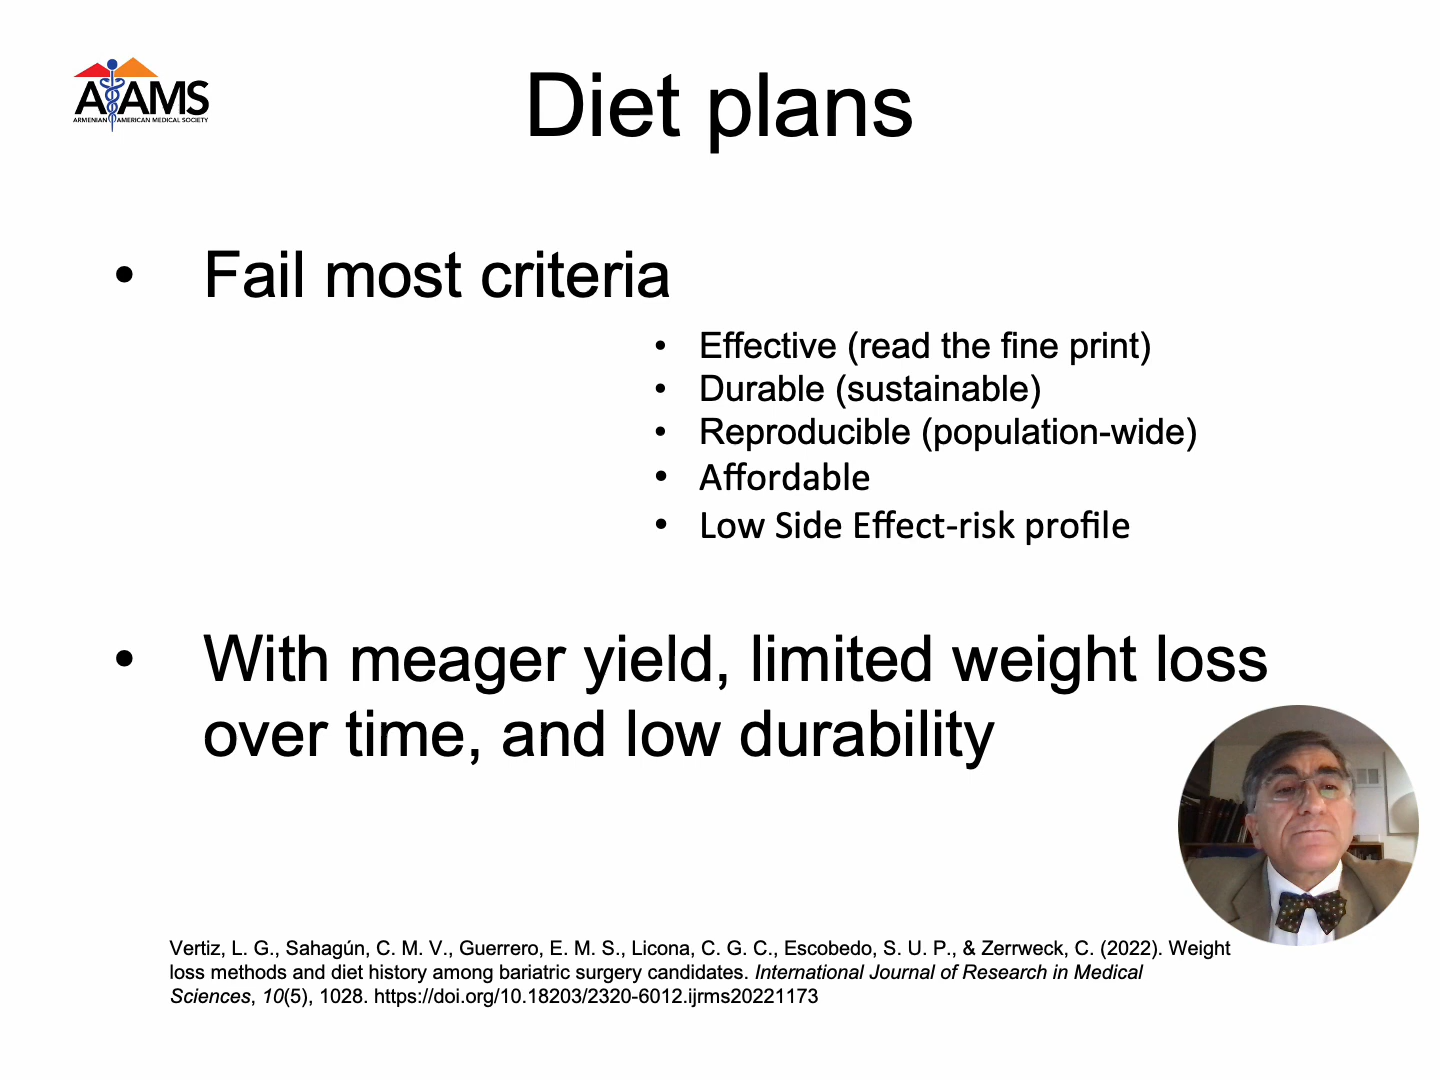 AAMS
ARMENIAN AMERICAN MEDICAL SOCIETY
Diet plans
• Fail most criteria
• Effective (read the fine print)
• Durable (sustainable)
• Reproducible (population-wide)
• Affordable
• Low Side Effect-risk profile
• With meager yield, limited weight loss
over time, and low durability
Vertiz, L. G., Sahagún, C. M. V., Guerrero, E. M. S., Licona, C. G. C., Escobedo, S. U. P., & Zerrweck, C. (2022). Weight
loss methods and diet history among bariatric surgery candidates. International Journal of Research in Medical
Sciences, 10(5), 1028. https://doi.org/10.18203/2320-6012.ijrms20221173